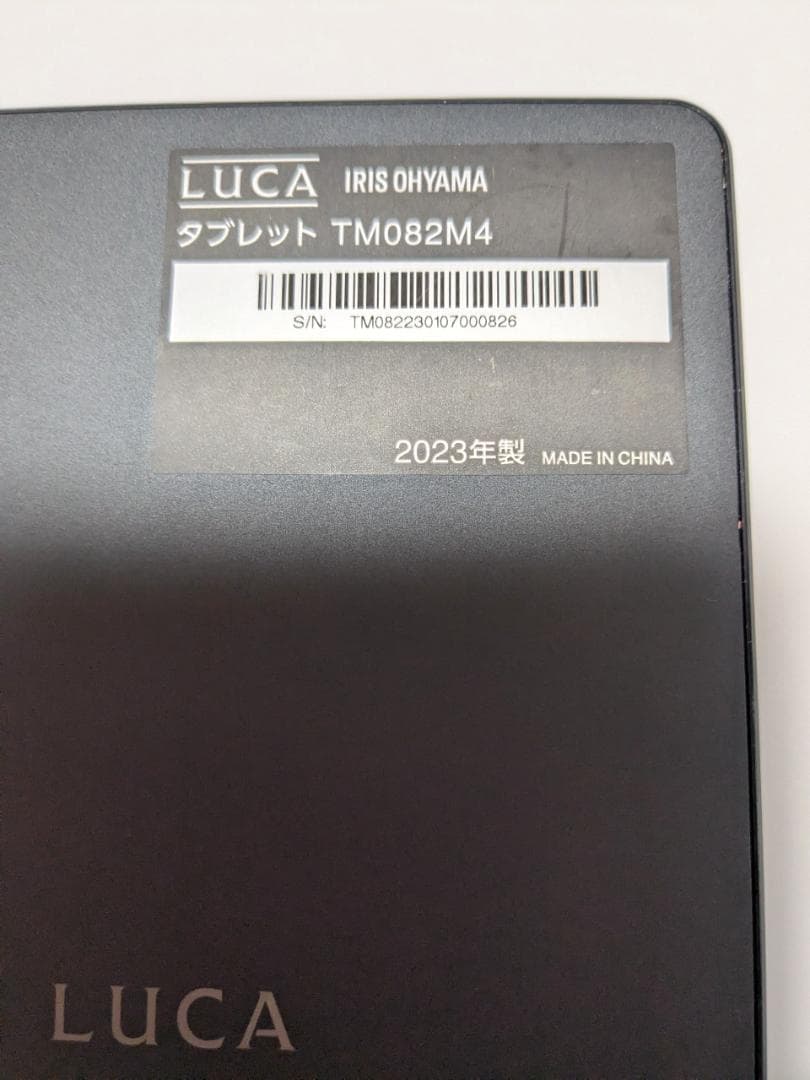 LUCA IRIS OHYAMA
タブレット TM082M4
S/N: TM082230107000826
2023年製 MADE IN CHINA
LUCA